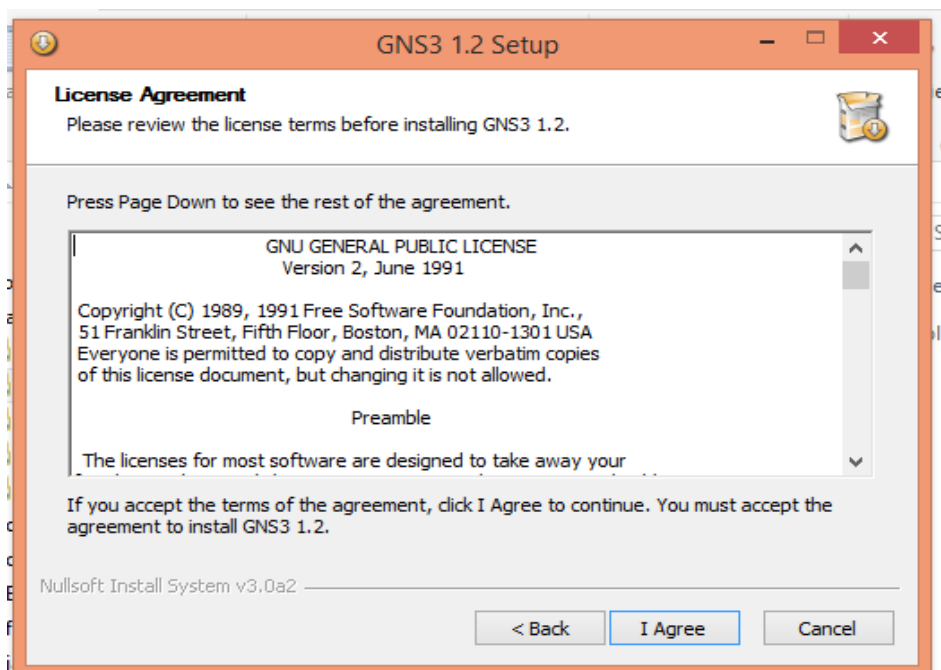 GNS3 1.2 Setup
License Agreement
Please review the license terms before installing GNS3 1.2.
Press Page Down to see the rest of the agreement.
GNU GENERAL PUBLIC LICENSE
Version 2, June 1991
Copyright (C) 1989, 1991 Free Software Foundation, Inc.,
51 Franklin Street, Fifth Floor, Boston, MA 02110-1301 USA
Everyone is permitted to copy and distribute verbatim copies
of this license document, but changing it is not allowed.
Preamble
The licenses for most software are designed to take away your
If you accept the terms of the agreement, click I Agree to continue. You must accept the
agreement to install GNS3 1.2.
Nullsoft Install System v3.0a2
< Back
I Agree
Cancel